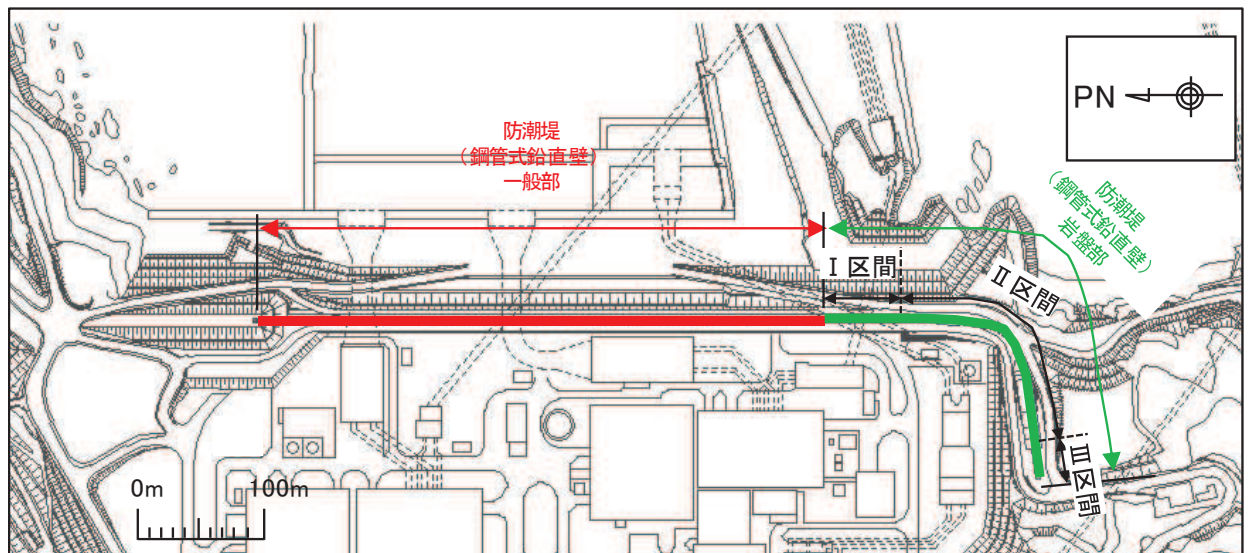 防潮堤
（鋼管式鉛直壁）
一般部
PN
防潮堤
（鋼管式鉛直壁）
岩盤部
Ⅰ区間
Ⅱ区間
Ⅲ区間
0m
100m